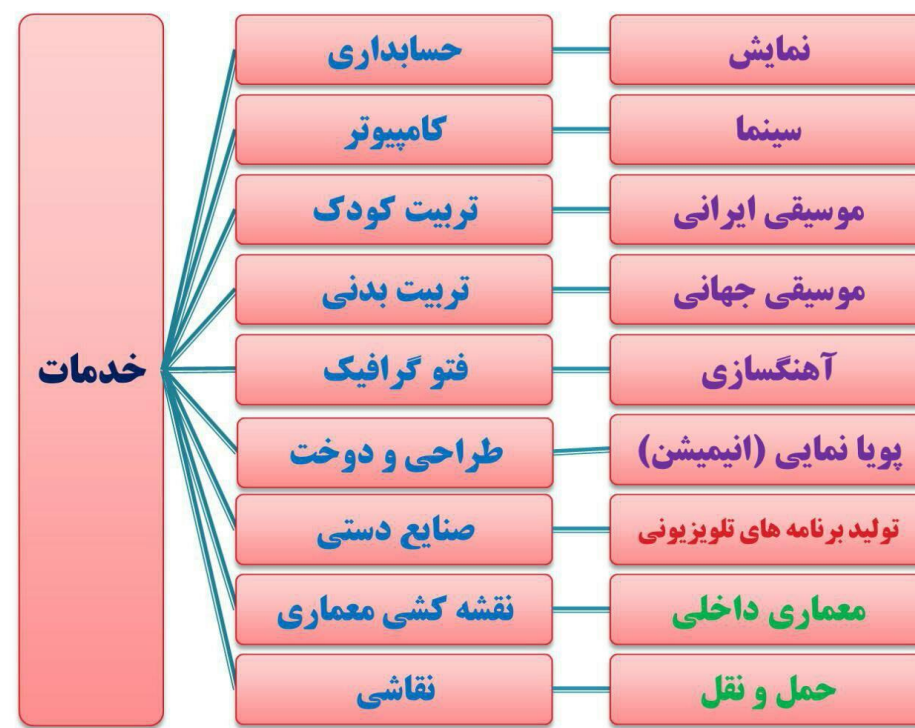 خدمات
حسابداری
نمایش
کامپیوتر
سینما
تربیت کودک
موسیقی ایرانی
تربیت بدنی
موسیقی جهانی
فتو گرافیک
آهنگسازی
طراحی و دوخت
پویا نمایی (انیمیشن)
صنایع دستی
تولید برنامه های تلویزیونی
نقشه کشی معماری
معماری داخلی
نقاشی
حمل و نقل